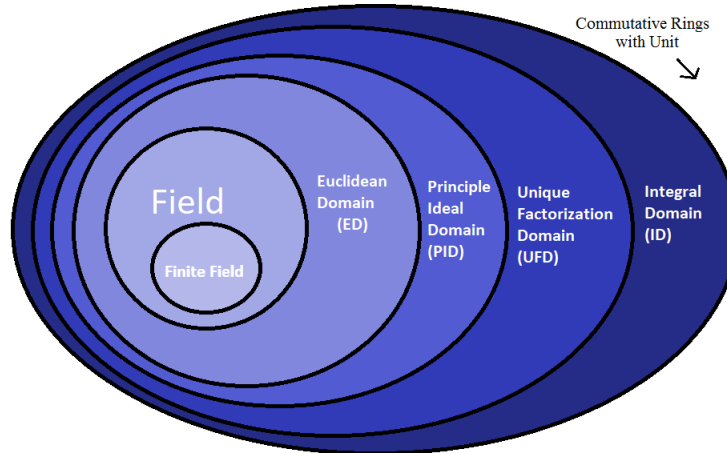 Commutative Rings
with Unit
Field
Finite Field
Euclidean
Domain
(ED)
Principle
Ideal
Domain
(PID)
Unique
Factorization
Domain
(UFD)
Integral
Domain
(ID)